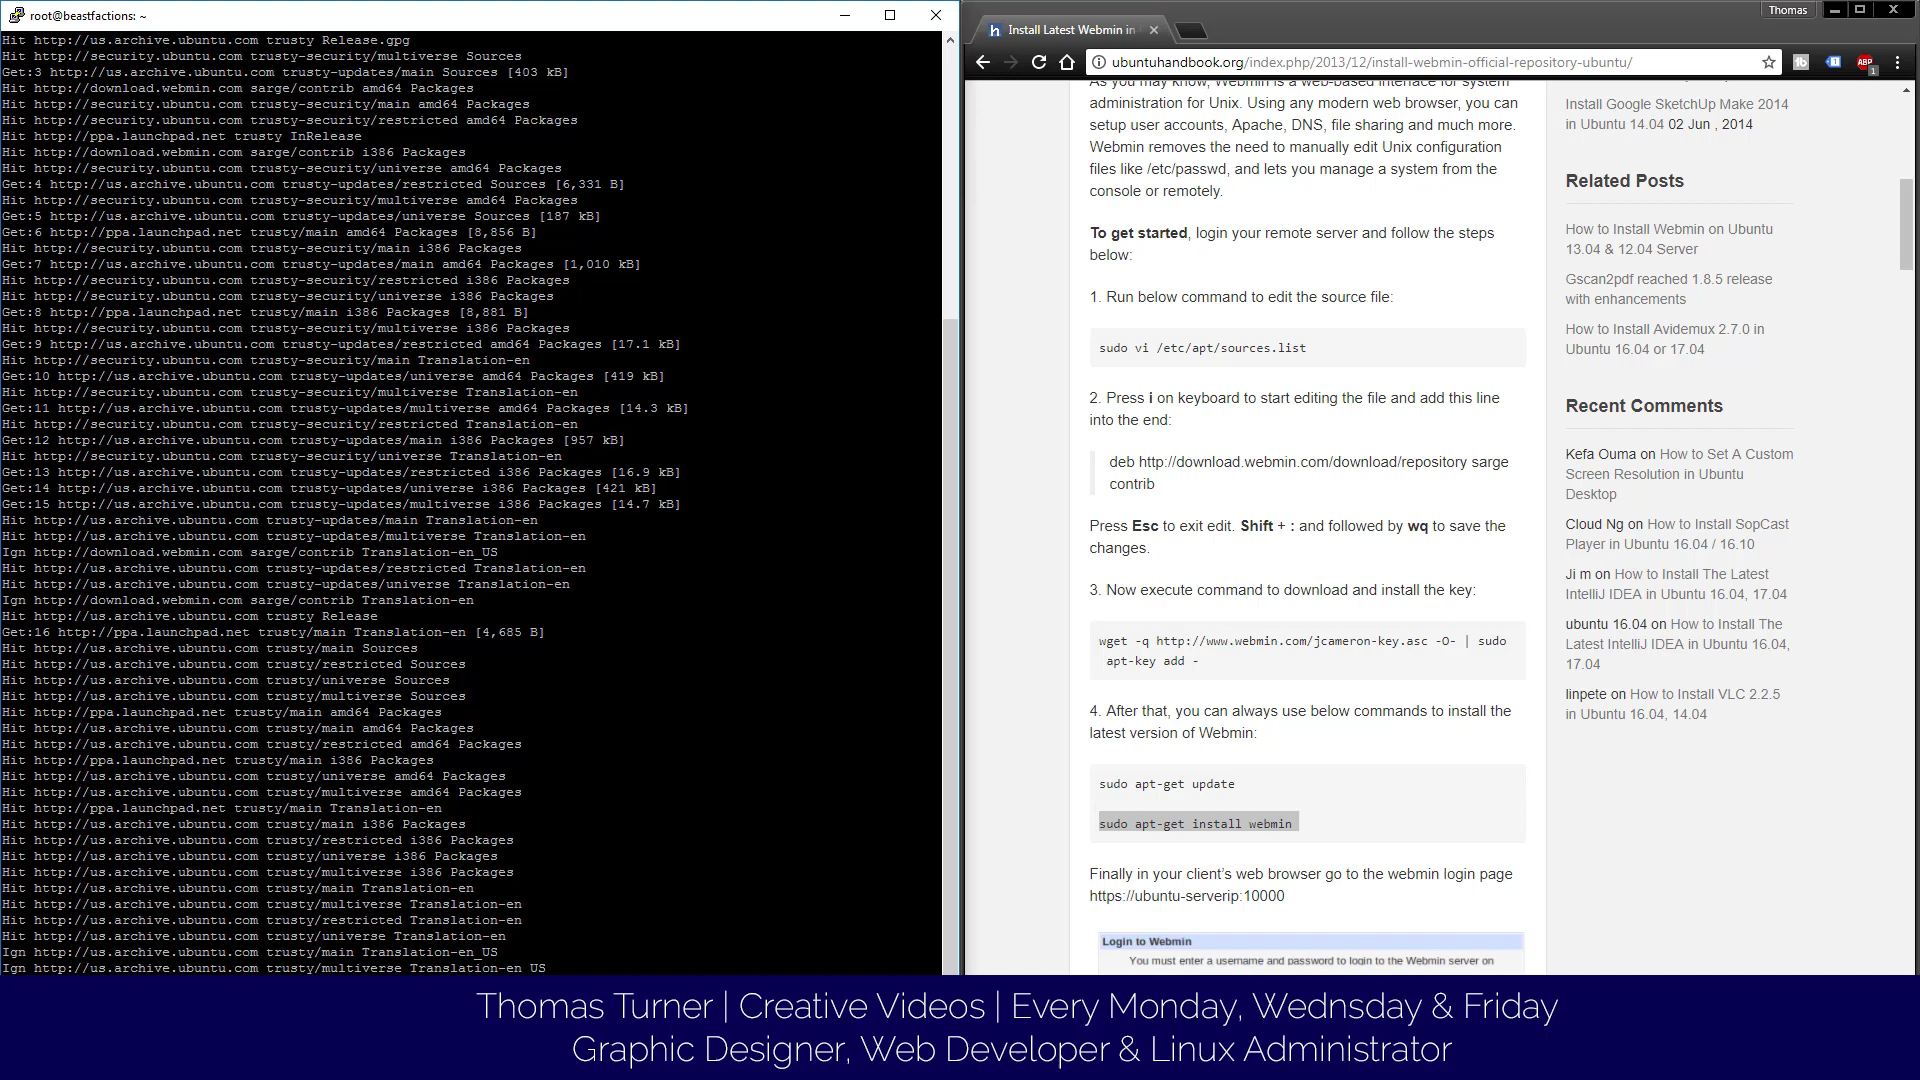 root@beastfactions: ~
Hit http://us.archive.ubuntu.com trusty Release.gpg
Hit http://security.ubuntu.com trusty-security/multiverse Sources
Get:3 http://us.archive.ubuntu.com trusty-updates/main Sources [403 kB]
Hit http://download.webmin.com sarge/contrib amd64 Packages
Hit http://security.ubuntu.com trusty-security/main amd64 Packages
Hit http://security.ubuntu.com trusty-security/restricted amd64 Packages
Hit http://ppa.launchpad.net trusty InRelease
Hit http://download.webmin.com sarge/contrib i386 Packages
Hit http://security.ubuntu.com trusty-security/universe amd64 Packages
Get:4 http://us.archive.ubuntu.com trusty-updates/restricted Sources [6,331 B]
Hit http://security.ubuntu.com trusty-security/multiverse amd64 Packages
Get:5 http://us.archive.ubuntu.com trusty-updates/universe Sources [187 kB]
Get:6 http://ppa.launchpad.net trusty/main amd64 Packages [8,856 B]
Hit http://security.ubuntu.com trusty-security/main i386 Packages
Get:7 http://us.archive.ubuntu.com trusty-updates/main amd64 Packages [1,010 kB]
Hit http://security.ubuntu.com trusty-security/restricted i386 Packages
Hit http://security.ubuntu.com trusty-security/universe i386 Packages
Get:8 http://ppa.launchpad.net trusty/main i386 Packages [8,881 B]
Hit http://security.ubuntu.com trusty-security/multiverse i386 Packages
Get:9 http://us.archive.ubuntu.com trusty-updates/restricted amd64 Packages [17.1 kB]
Hit http://security.ubuntu.com trusty-security/main Translation-en
Get:10 http://us.archive.ubuntu.com trusty-updates/universe amd64 Packages [419 kB]
Hit http://security.ubuntu.com trusty-security/multiverse Translation-en
Get:11 http://us.archive.ubuntu.com trusty-updates/multiverse amd64 Packages [14.3 kB]
Hit http://security.ubuntu.com trusty-security/restricted Translation-en
Get:12 http://us.archive.ubuntu.com trusty-updates/main i386 Packages [957 kB]
Hit http://security.ubuntu.com trusty-security/universe Translation-en
Get:13 http://us.archive.ubuntu.com trusty-updates/restricted i386 Packages [16.9 kB]
Get:14 http://us.archive.ubuntu.com trusty-updates/universe i386 Packages [421 kB]
Get:15 http://us.archive.ubuntu.com trusty-updates/multiverse i386 Packages [14.7 kB]
Hit http://us.archive.ubuntu.com trusty-updates/main Translation-en
Hit http://us.archive.ubuntu.com trusty-updates/multiverse Translation-en
Ign http://download.webmin.com sarge/contrib Translation-en_US
Hit http://us.archive.ubuntu.com trusty-updates/restricted Translation-en
Hit http://us.archive.ubuntu.com trusty-updates/universe Translation-en
Ign http://download.webmin.com sarge/contrib Translation-en
Hit http://us.archive.ubuntu.com trusty Release
Get:16 http://ppa.launchpad.net trusty/main Translation-en [4,685 B]
Hit http://us.archive.ubuntu.com trusty/main Sources
Hit http://us.archive.ubuntu.com trusty/restricted Sources
Hit http://us.archive.ubuntu.com trusty/universe Sources
Hit http://us.archive.ubuntu.com trusty/multiverse Sources
Hit http://ppa.launchpad.net trusty/main amd64 Packages
Hit http://us.archive.ubuntu.com trusty/main amd64 Packages
Hit http://us.archive.ubuntu.com trusty/restricted amd64 Packages
Hit http://ppa.launchpad.net trusty/main i386 Packages
Hit http://us.archive.ubuntu.com trusty/universe amd64 Packages
Hit http://us.archive.ubuntu.com trusty/multiverse amd64 Packages
Hit http://ppa.launchpad.net trusty/main Translation-en
Hit http://us.archive.ubuntu.com trusty/main i386 Packages
Hit http://us.archive.ubuntu.com trusty/restricted i386 Packages
Hit http://us.archive.ubuntu.com trusty/universe i386 Packages
Hit http://us.archive.ubuntu.com trusty/multiverse i386 Packages
Hit http://us.archive.ubuntu.com trusty/main Translation-en
Hit http://us.archive.ubuntu.com trusty/multiverse Translation-en
Hit http://us.archive.ubuntu.com trusty/restricted Translation-en
Hit http://us.archive.ubuntu.com trusty/universe Translation-en
Ign http://us.archive.ubuntu.com trusty/main Translation-en_US
Ign http://us.archive.ubuntu.com trusty/multiverse Translation-en_US
Thomas
Install Latest Webmin in
ubuntuhandbook.org/index.php/2013/12/install-webmin-official-repository-ubuntu/
ABP
1
As you may know, Webmin is a web-based interface for system
administration for Unix. Using any modern web browser, you can
setup user accounts, Apache, DNS, file sharing and much more.
Webmin removes the need to manually edit Unix configuration
files like /etc/passwd, and lets you manage a system from the
console or remotely.
To get started, login your remote server and follow the steps
below:
1. Run below command to edit the source file:
sudo vi /etc/apt/sources.list
2. Press i on keyboard to start editing the file and add this line
into the end:
deb http://download.webmin.com/download/repository sarge
contrib
Press Esc to exit edit. Shift + : and followed by wq to save the
changes.
3. Now execute command to download and install the key:
wget -q http://www.webmin.com/jcameron-key.asc -O- | sudo
apt-key add -
4. After that, you can always use below commands to install the
latest version of Webmin:
sudo apt-get update
sudo apt-get install webmin
Finally in your client's web browser go to the webmin login page
https://ubuntu-serverip:10000
Login to Webmin
You must enter a username and password to login to the Webmin server on
Install Google SketchUp Make 2014
in Ubuntu 14.04 02 Jun , 2014
Related Posts
How to Install Webmin on Ubuntu
13.04 & 12.04 Server
Gscan2pdf reached 1.8.5 release
with enhancements
How to Install Avidemux 2.7.0 in
Ubuntu 16.04 or 17.04
Recent Comments
Kefa Ouma on How to Set A Custom
Screen Resolution in Ubuntu
Desktop
Cloud Ng on How to Install SopCast
Player in Ubuntu 16.04 / 16.10
Ji m on How to Install The Latest
IntelliJ IDEA in Ubuntu 16.04, 17.04
ubuntu 16.04 on How to Install The
Latest IntelliJ IDEA in Ubuntu 16.04,
17.04
linpete on How to Install VLC 2.2.5
in Ubuntu 16.04, 14.04
Thomas Turner | Creative Videos | Every Monday, Wednsday & Friday
Graphic Designer, Web Developer & Linux Administrator